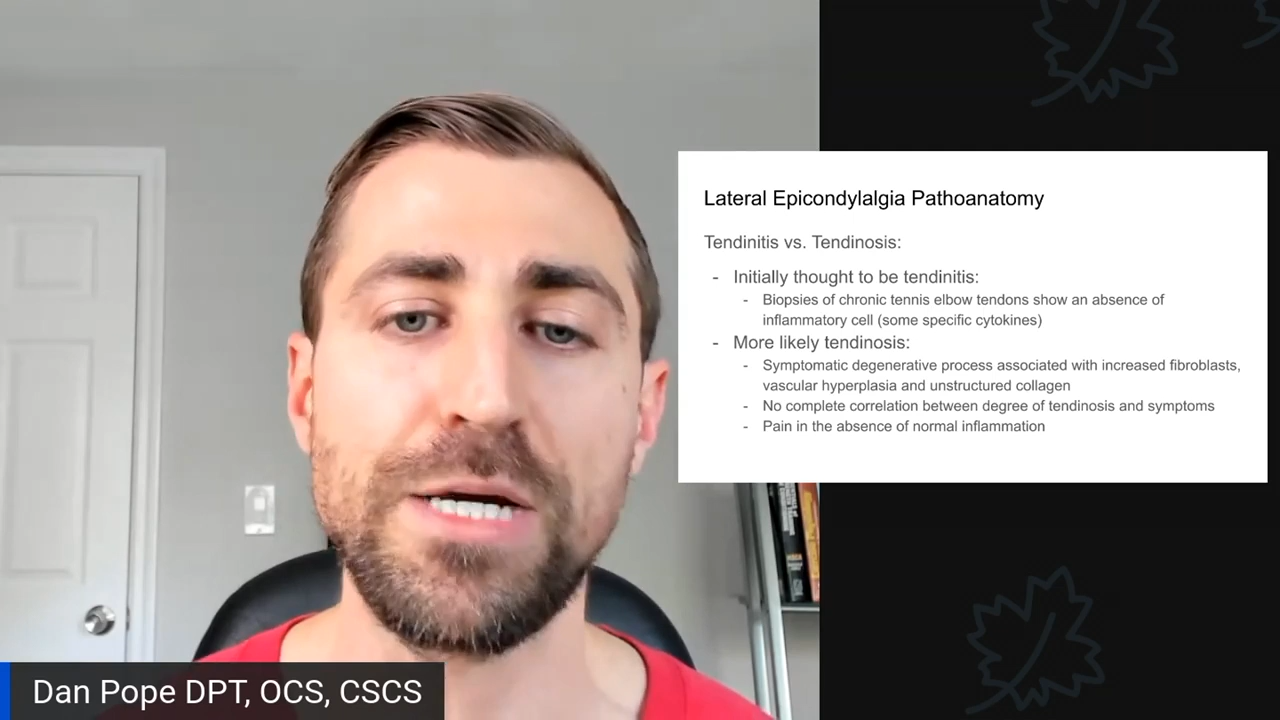 Lateral Epicondylalgia Pathoanatomy
Tendinitis vs. Tendinosis:
- Initially thought to be tendinitis:
- Biopsies of chronic tennis elbow tendons show an absence of
inflammatory cell (some specific cytokines)
- More likely tendinosis:
- Symptomatic degenerative process associated with increased fibroblasts,
vascular hyperplasia and unstructured collagen
- No complete correlation between degree of tendinosis and symptoms
- Pain in the absence of normal inflammation
Dan Pope DPT, OCS, CSCS